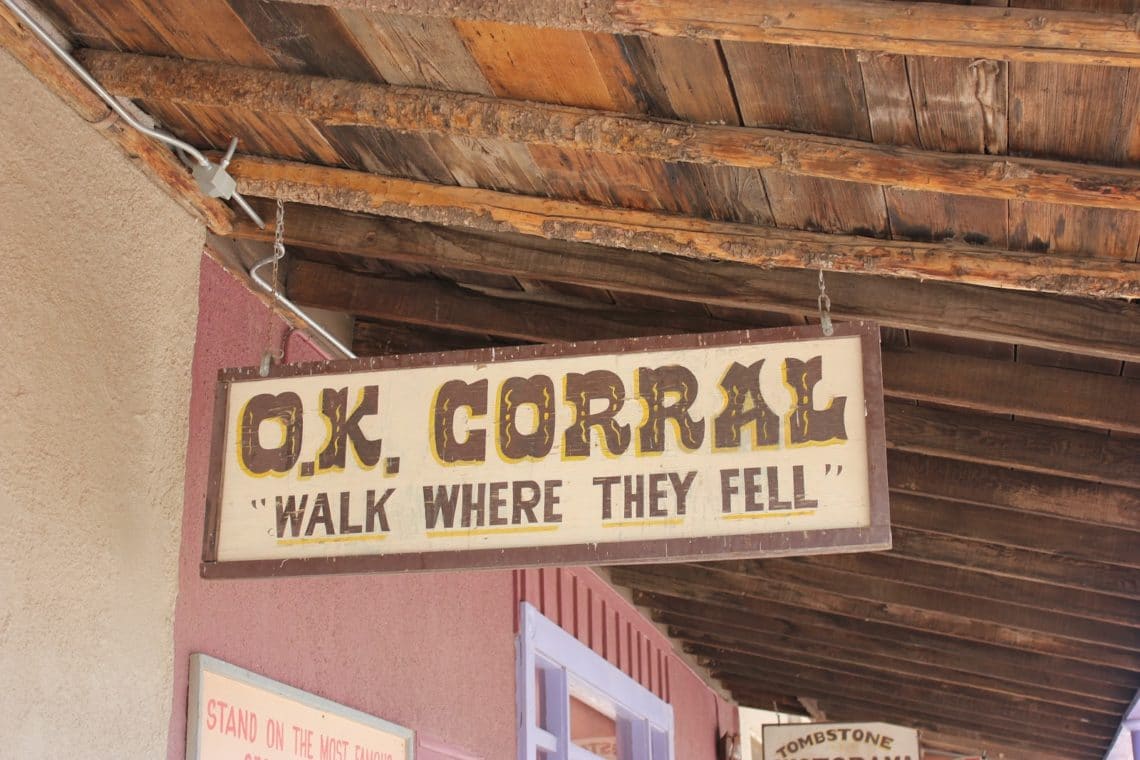 O.K. CORRAL
"WALK WHERE THEY FELL"
STAND ON THE MOST FAMOUS
TOMBSTONE